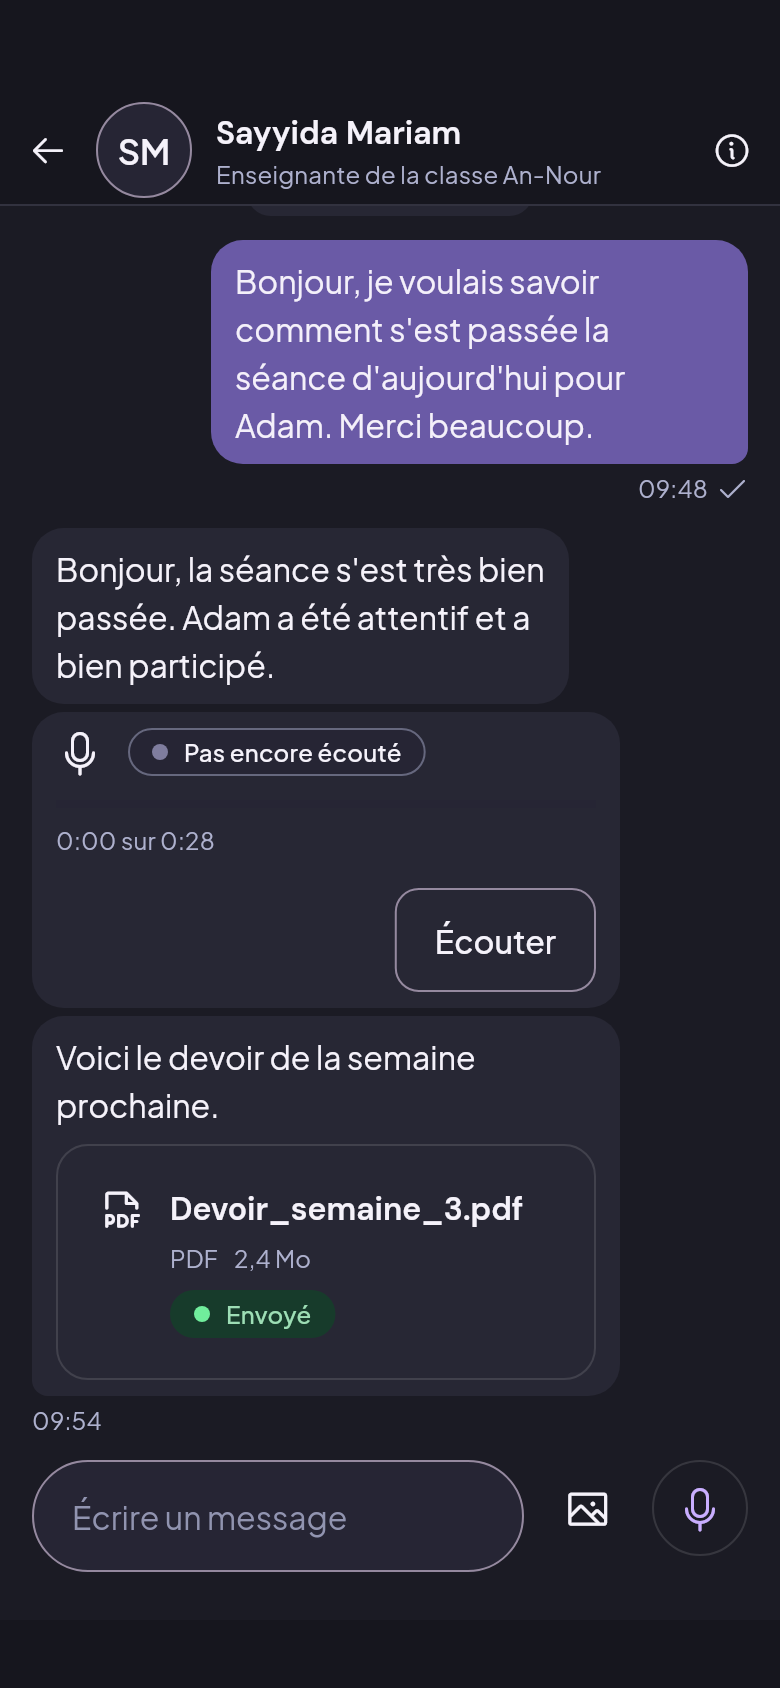 SM
Sayyida Mariam
Enseignante de la classe An-Nour
Bonjour, je voulais savoir
comment s'est passée la
séance d'aujourd'hui pour
Adam. Merci beaucoup.
09:48
Bonjour, la séance s'est très bien
passée. Adam a été attentif et a
bien participé.
Pas encore écouté
0:00 sur 0:28
Écouter
Voici le devoir de la semaine
prochaine.
PDF
Devoir_semaine_3.pdf
PDF 2,4 Mo
Envoyé
09:54
Écrire un message